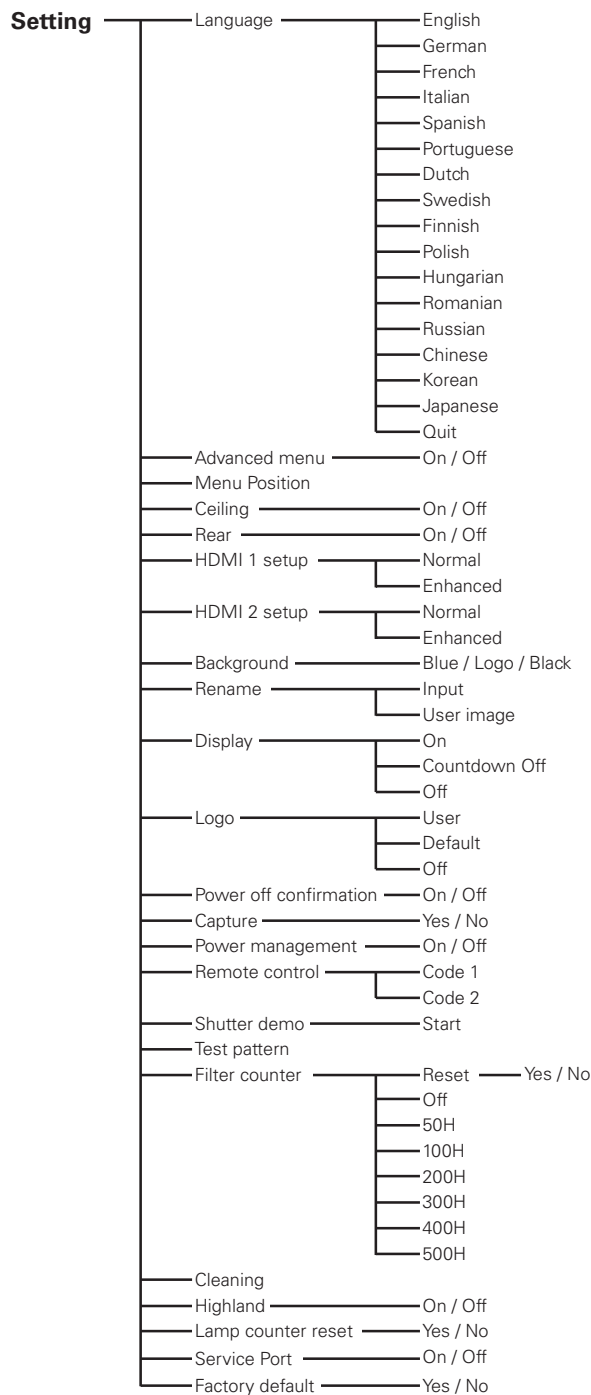 Setting Language English
German
French
Italian
Spanish
Portuguese
Dutch
Swedish
Finnish
Polish
Hungarian
Romanian
Russian
Chinese
Korean
Japanese
Quit
Advanced menu On / Off
Menu Position
Ceiling On / Off
Rear On / Off
HDMI 1 setup Normal
Enhanced
HDMI 2 setup Normal
Enhanced
Background Blue / Logo / Black
Rename Input
User image
Display On
Countdown Off
Off
Logo User
Default
Off
Power off confirmation On / Off
Capture Yes / No
Power management On / Off
Remote control Code 1
Code 2
Shutter demo Start
Test pattern
Filter counter Reset Yes / No
Off
50H
100H
200H
300H
400H
500H
Cleaning
Highland On / Off
Lamp counter reset Yes / No
Service Port On / Off
Factory default Yes / No